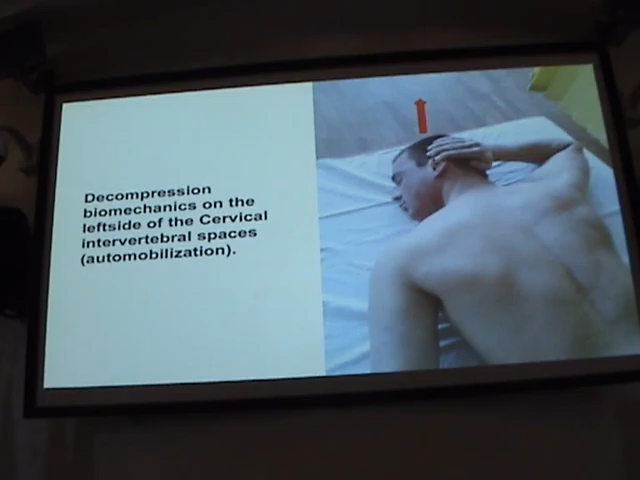 Decompression
biomechanics on the
leftside of the Cervical
intervertebral spaces
(automobilization).